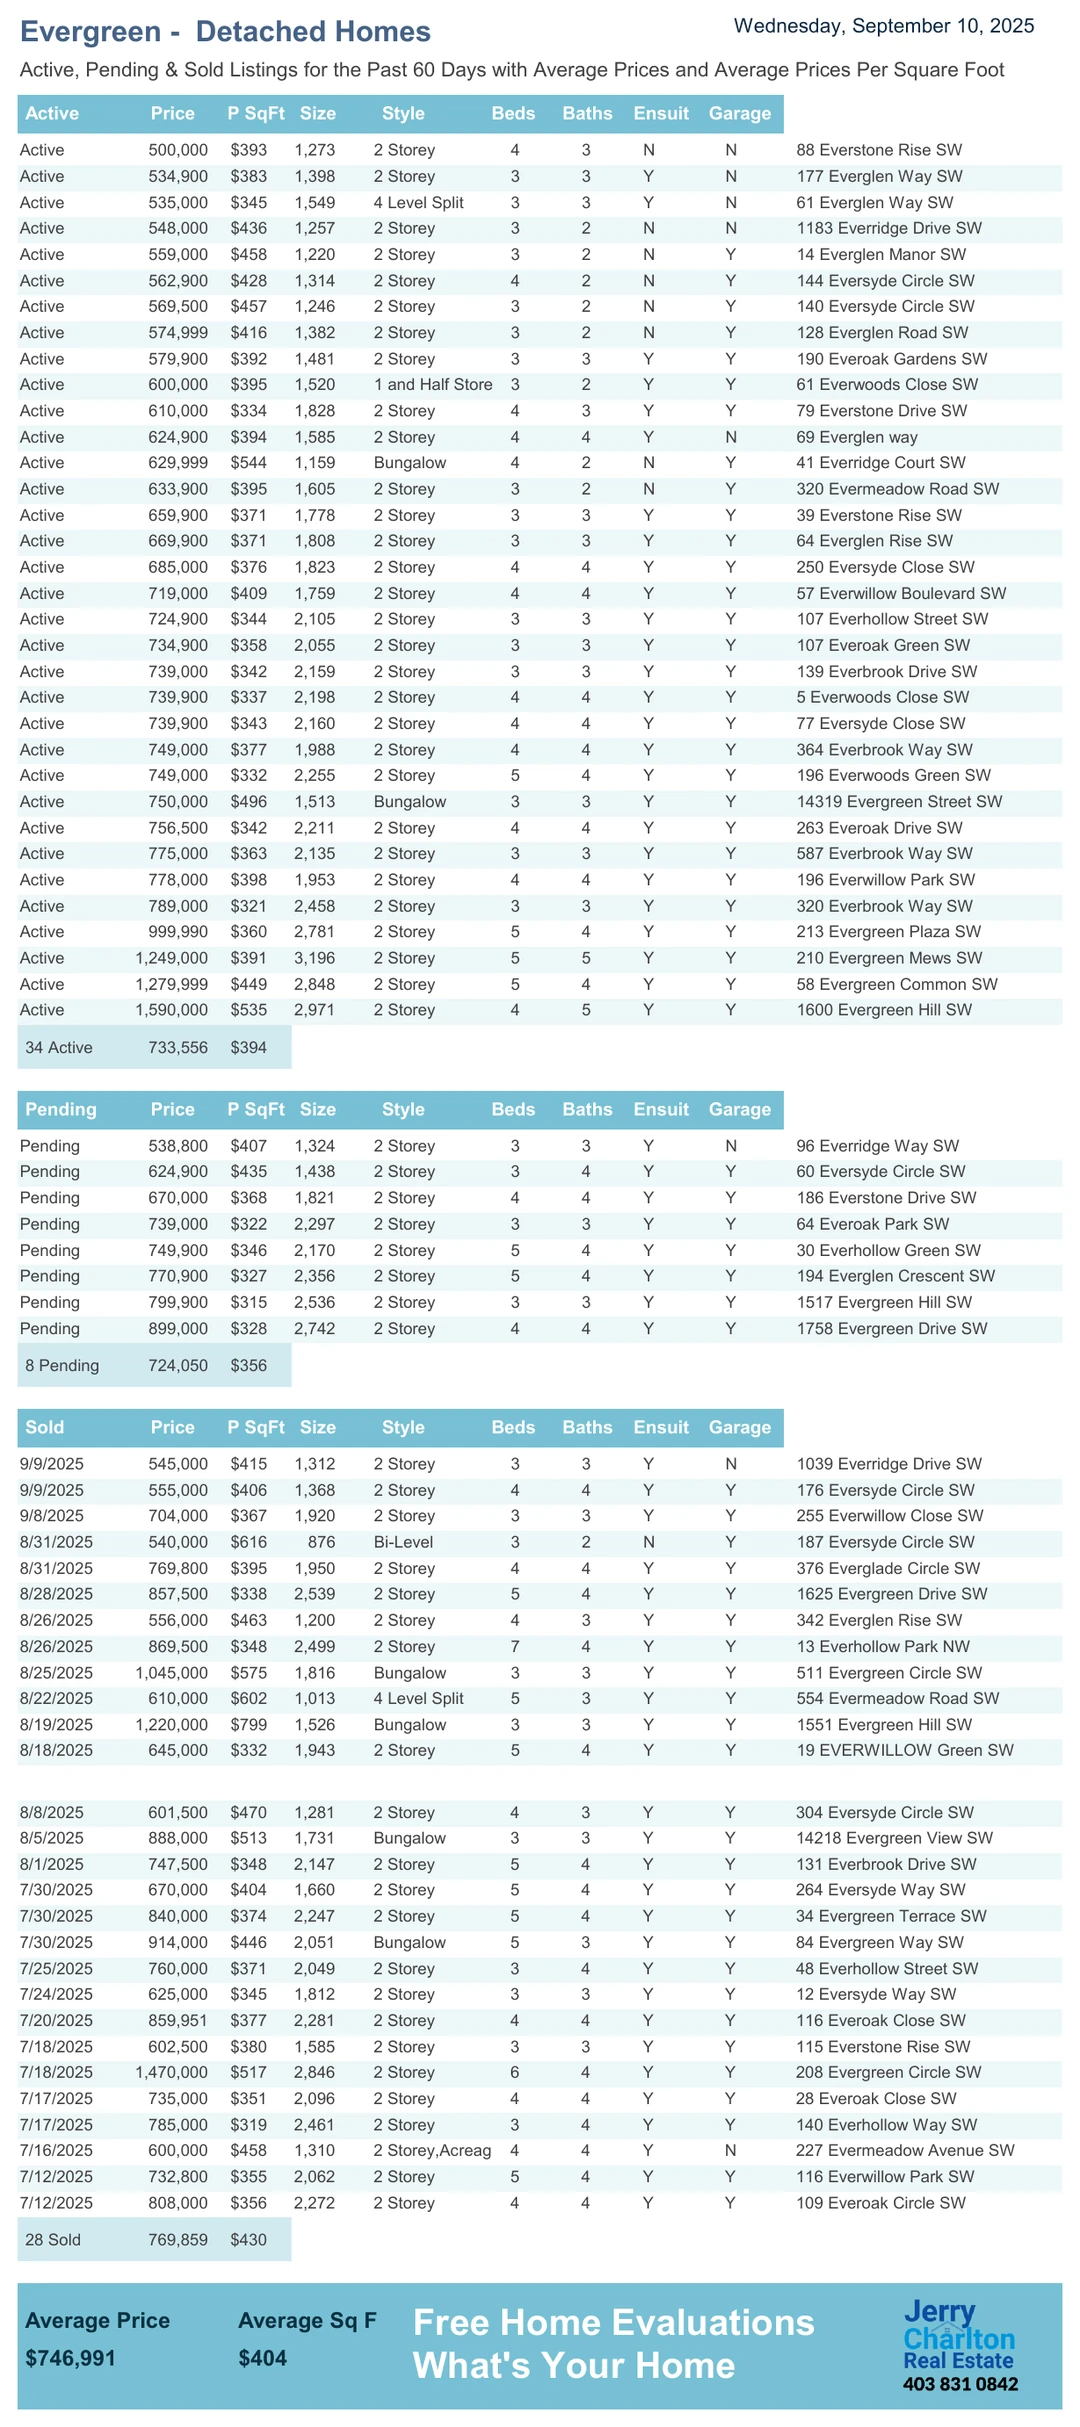 Evergreen - Detached Homes
Wednesday, September 10, 2025
Active, Pending & Sold Listings for the Past 60 Days with Average Prices and Average Prices Per Square Foot
Active Price P SqFt Size Style Beds Baths Ensuit Garage
Active 500,000 $393 1,273 2 Storey 4 3 N N 88 Everstone Rise SW
Active 534,900 $383 1,398 2 Storey 3 3 Y N 177 Everglen Way SW
Active 535,000 $345 1,549 4 Level Split 3 3 Y N 61 Everglen Way SW
Active 548,000 $436 1,257 2 Storey 3 2 N N 1183 Everridge Drive SW
Active 559,000 $458 1,220 2 Storey 3 2 N Y 14 Everglen Manor SW
Active 562,900 $428 1,314 2 Storey 4 2 N Y 144 Eversyde Circle SW
Active 569,500 $457 1,246 2 Storey 3 2 N Y 140 Eversyde Circle SW
Active 574,999 $416 1,382 2 Storey 3 2 N Y 128 Everglen Road SW
Active 579,900 $392 1,481 2 Storey 3 3 Y Y 190 Everoak Gardens SW
Active 600,000 $395 1,520 1 and Half Store 3 2 Y Y 61 Everwoods Close SW
Active 610,000 $334 1,828 2 Storey 4 3 Y Y 79 Everstone Drive SW
Active 624,900 $394 1,585 2 Storey 4 4 Y N 69 Everglen way
Active 629,999 $544 1,159 Bungalow 4 2 N Y 41 Everridge Court SW
Active 633,900 $395 1,605 2 Storey 3 2 N Y 320 Evermeadow Road SW
Active 659,900 $371 1,778 2 Storey 3 3 Y Y 39 Everstone Rise SW
Active 669,900 $371 1,808 2 Storey 3 3 Y Y 64 Everglen Rise SW
Active 685,000 $376 1,823 2 Storey 4 4 Y Y 250 Eversyde Close SW
Active 719,000 $409 1,759 2 Storey 4 4 Y Y 57 Everwillow Boulevard SW
Active 724,900 $344 2,105 2 Storey 3 3 Y Y 107 Everhollow Street SW
Active 734,900 $358 2,055 2 Storey 3 3 Y Y 107 Everoak Green SW
Active 739,000 $342 2,159 2 Storey 3 3 Y Y 139 Everbrook Drive SW
Active 739,900 $337 2,198 2 Storey 4 4 Y Y 5 Everwoods Close SW
Active 739,900 $343 2,160 2 Storey 4 4 Y Y 77 Eversyde Close SW
Active 749,000 $377 1,988 2 Storey 4 4 Y Y 364 Everbrook Way SW
Active 749,000 $332 2,255 2 Storey 5 4 Y Y 196 Everwoods Green SW
Active 750,000 $496 1,513 Bungalow 3 3 Y Y 14319 Evergreen Street SW
Active 756,500 $342 2,211 2 Storey 4 4 Y Y 263 Everoak Drive SW
Active 775,000 $363 2,135 2 Storey 3 3 Y Y 587 Everbrook Way SW
Active 778,000 $398 1,953 2 Storey 4 4 Y Y 196 Everwillow Park SW
Active 789,000 $321 2,458 2 Storey 3 3 Y Y 320 Everbrook Way SW
Active 999,990 $360 2,781 2 Storey 5 4 Y Y 213 Evergreen Plaza SW
Active 1,249,000 $391 3,196 2 Storey 5 5 Y Y 210 Evergreen Mews SW
Active 1,279,999 $449 2,848 2 Storey 5 4 Y Y 58 Evergreen Common SW
Active 1,590,000 $535 2,971 2 Storey 4 5 Y Y 1600 Evergreen Hill SW
34 Active 733,556 $394
Pending Price P SqFt Size Style Beds Baths Ensuit Garage
Pending 538,800 $407 1,324 2 Storey 3 3 Y N 96 Everridge Way SW
Pending 624,900 $435 1,438 2 Storey 3 4 Y Y 60 Eversyde Circle SW
Pending 670,000 $368 1,821 2 Storey 4 4 Y Y 186 Everstone Drive SW
Pending 739,000 $322 2,297 2 Storey 3 3 Y Y 64 Everoak Park SW
Pending 749,900 $346 2,170 2 Storey 5 4 Y Y 30 Everhollow Green SW
Pending 770,900 $327 2,356 2 Storey 5 4 Y Y 194 Everglen Crescent SW
Pending 799,900 $315 2,536 2 Storey 3 3 Y Y 1517 Evergreen Hill SW
Pending 899,000 $328 2,742 2 Storey 4 4 Y Y 1758 Evergreen Drive SW
8 Pending 724,050 $356
Sold Price P SqFt Size Style Beds Baths Ensuit Garage
9/9/2025 545,000 $415 1,312 2 Storey 3 3 Y N 1039 Everridge Drive SW
9/9/2025 555,000 $406 1,368 2 Storey 4 4 Y Y 176 Eversyde Circle SW
9/8/2025 704,000 $367 1,920 2 Storey 3 3 Y Y 255 Everwillow Close SW
8/31/2025 540,000 $616 876 Bi-Level 3 2 N Y 187 Eversyde Circle SW
8/31/2025 769,800 $395 1,950 2 Storey 4 4 Y Y 376 Everglade Circle SW
8/28/2025 857,500 $338 2,539 2 Storey 5 4 Y Y 1625 Evergreen Drive SW
8/26/2025 556,000 $463 1,200 2 Storey 4 3 Y Y 342 Everglen Rise SW
8/26/2025 869,500 $348 2,499 2 Storey 7 4 Y Y 13 Everhollow Park NW
8/25/2025 1,045,000 $575 1,816 Bungalow 3 3 Y Y 511 Evergreen Circle SW
8/22/2025 610,000 $602 1,013 4 Level Split 5 3 Y Y 554 Evermeadow Road SW
8/19/2025 1,220,000 $799 1,526 Bungalow 3 3 Y Y 1551 Evergreen Hill SW
8/18/2025 645,000 $332 1,943 2 Storey 5 4 Y Y 19 EVERWILLOW Green SW
8/8/2025 601,500 $470 1,281 2 Storey 4 3 Y Y 304 Eversyde Circle SW
8/5/2025 888,000 $513 1,731 Bungalow 3 3 Y Y 14218 Evergreen View SW
8/1/2025 747,500 $348 2,147 2 Storey 5 4 Y Y 131 Everbrook Drive SW
7/30/2025 670,000 $404 1,660 2 Storey 5 4 Y Y 264 Eversyde Way SW
7/30/2025 840,000 $374 2,247 2 Storey 5 4 Y Y 34 Evergreen Terrace SW
7/30/2025 914,000 $446 2,051 Bungalow 5 3 Y Y 84 Evergreen Way SW
7/25/2025 760,000 $371 2,049 2 Storey 3 4 Y Y 48 Everhollow Street SW
7/24/2025 625,000 $345 1,812 2 Storey 3 3 Y Y 12 Eversyde Way SW
7/20/2025 859,951 $377 2,281 2 Storey 4 4 Y Y 116 Everoak Close SW
7/18/2025 602,500 $380 1,585 2 Storey 3 3 Y Y 115 Everstone Rise SW
7/18/2025 1,470,000 $517 2,846 2 Storey 6 4 Y Y 208 Evergreen Circle SW
7/17/2025 735,000 $351 2,096 2 Storey 4 4 Y Y 28 Everoak Close SW
7/17/2025 785,000 $319 2,461 2 Storey 3 4 Y Y 140 Everhollow Way SW
7/16/2025 600,000 $458 1,310 2 Storey,Acreag 4 4 Y N 227 Evermeadow Avenue SW
7/12/2025 732,800 $355 2,062 2 Storey 5 4 Y Y 116 Everwillow Park SW
7/12/2025 808,000 $356 2,272 2 Storey 4 4 Y Y 109 Everoak Circle SW
28 Sold 769,859 $430
Average Price Average Sq F
$746,991 $404
Free Home Evaluations
What's Your Home
Jerry
Charlton
Real Estate
403 831 0842